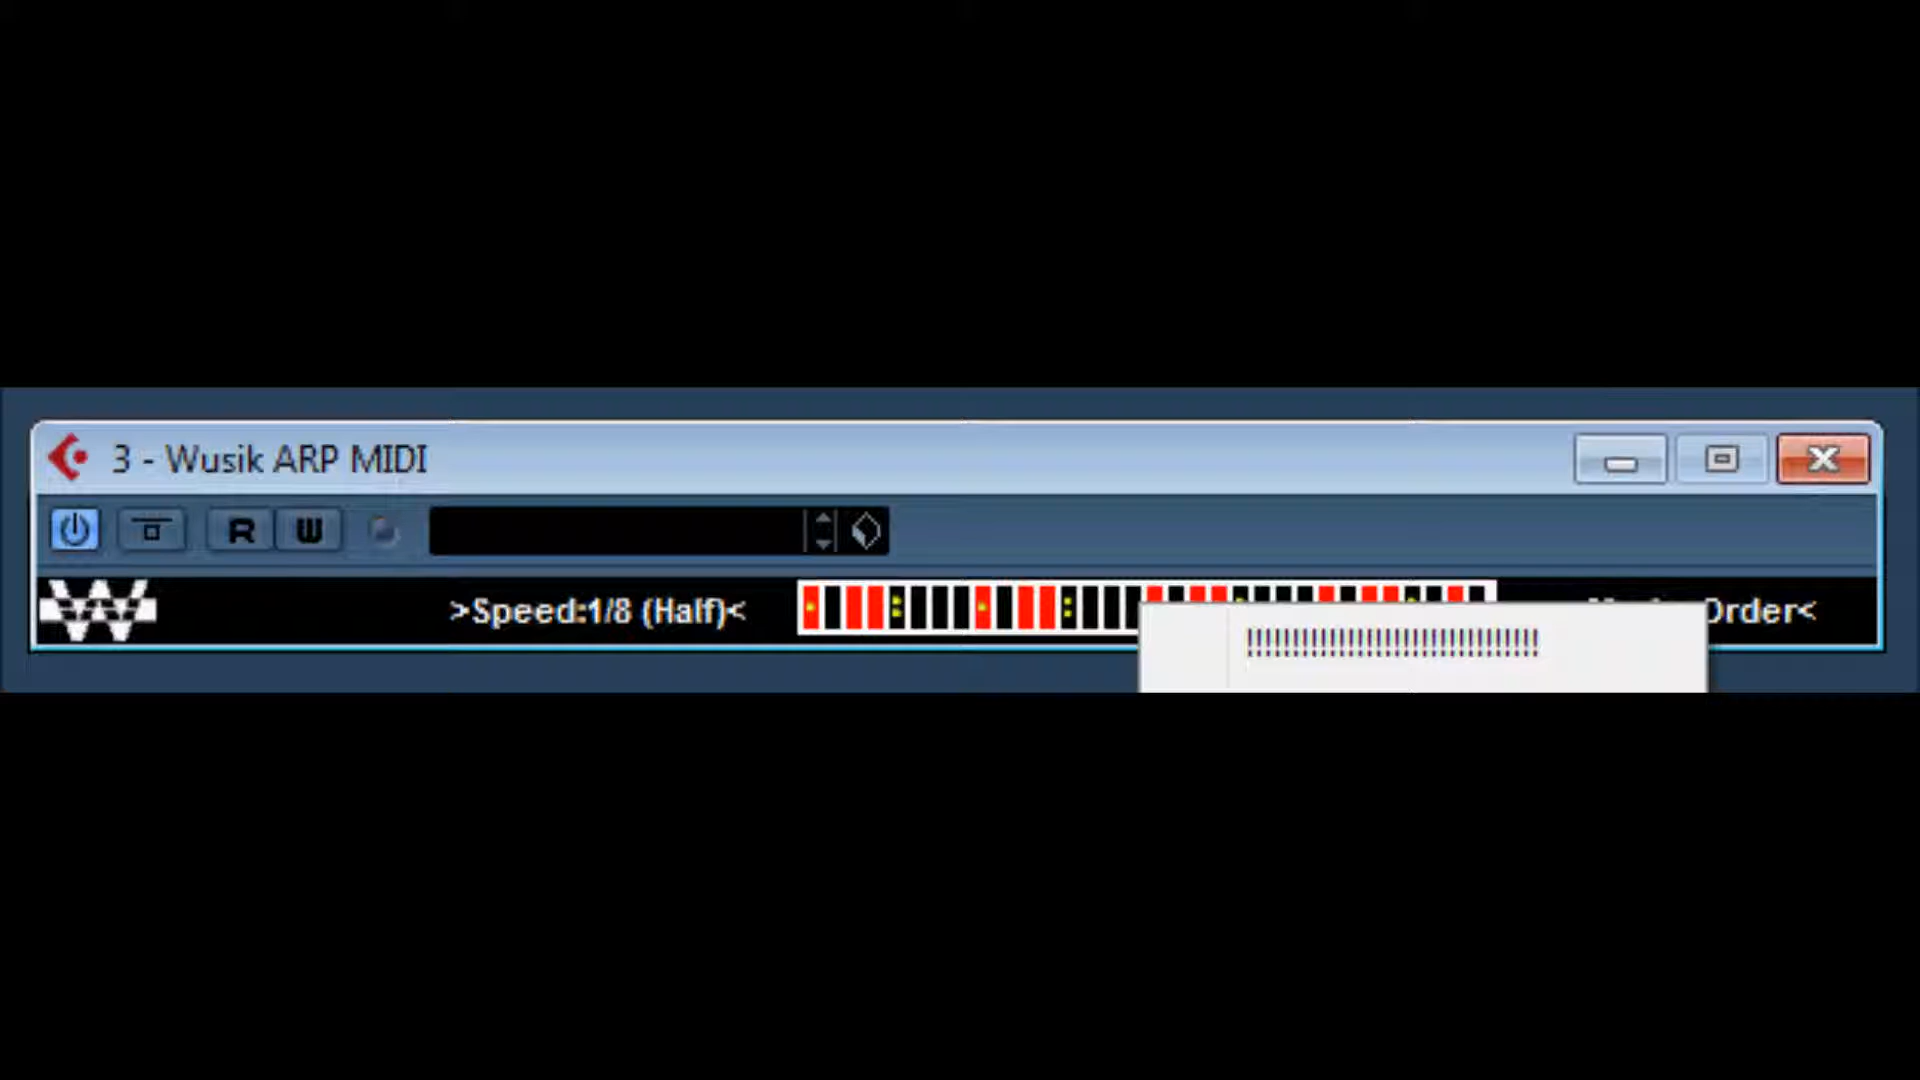 3 - Wusik ARP MIDI
R W
>Speed:1/8 (Half)<
Order<